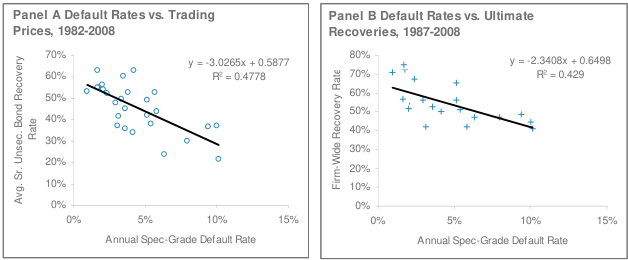 Panel A Default Rates vs. Trading
Prices, 1982-2008
y = -3.0265x + 0.5877
R² = 0.4778
Avg. Sr. Unsec. Bond Recovery
Rate
70%
60%
50%
40%
30%
20%
10%
0%
0%
5%
10%
15%
Annual Spec-Grade Default Rate
Panel B Default Rates vs. Ultimate
Recoveries, 1987-2008
y = -2.3408x + 0.6498
R² = 0.429
Firm-Wide Recovery Rate
80%
70%
60%
50%
40%
30%
20%
10%
0%
0%
5%
10%
15%
Annual Spec-Grade Default Rate